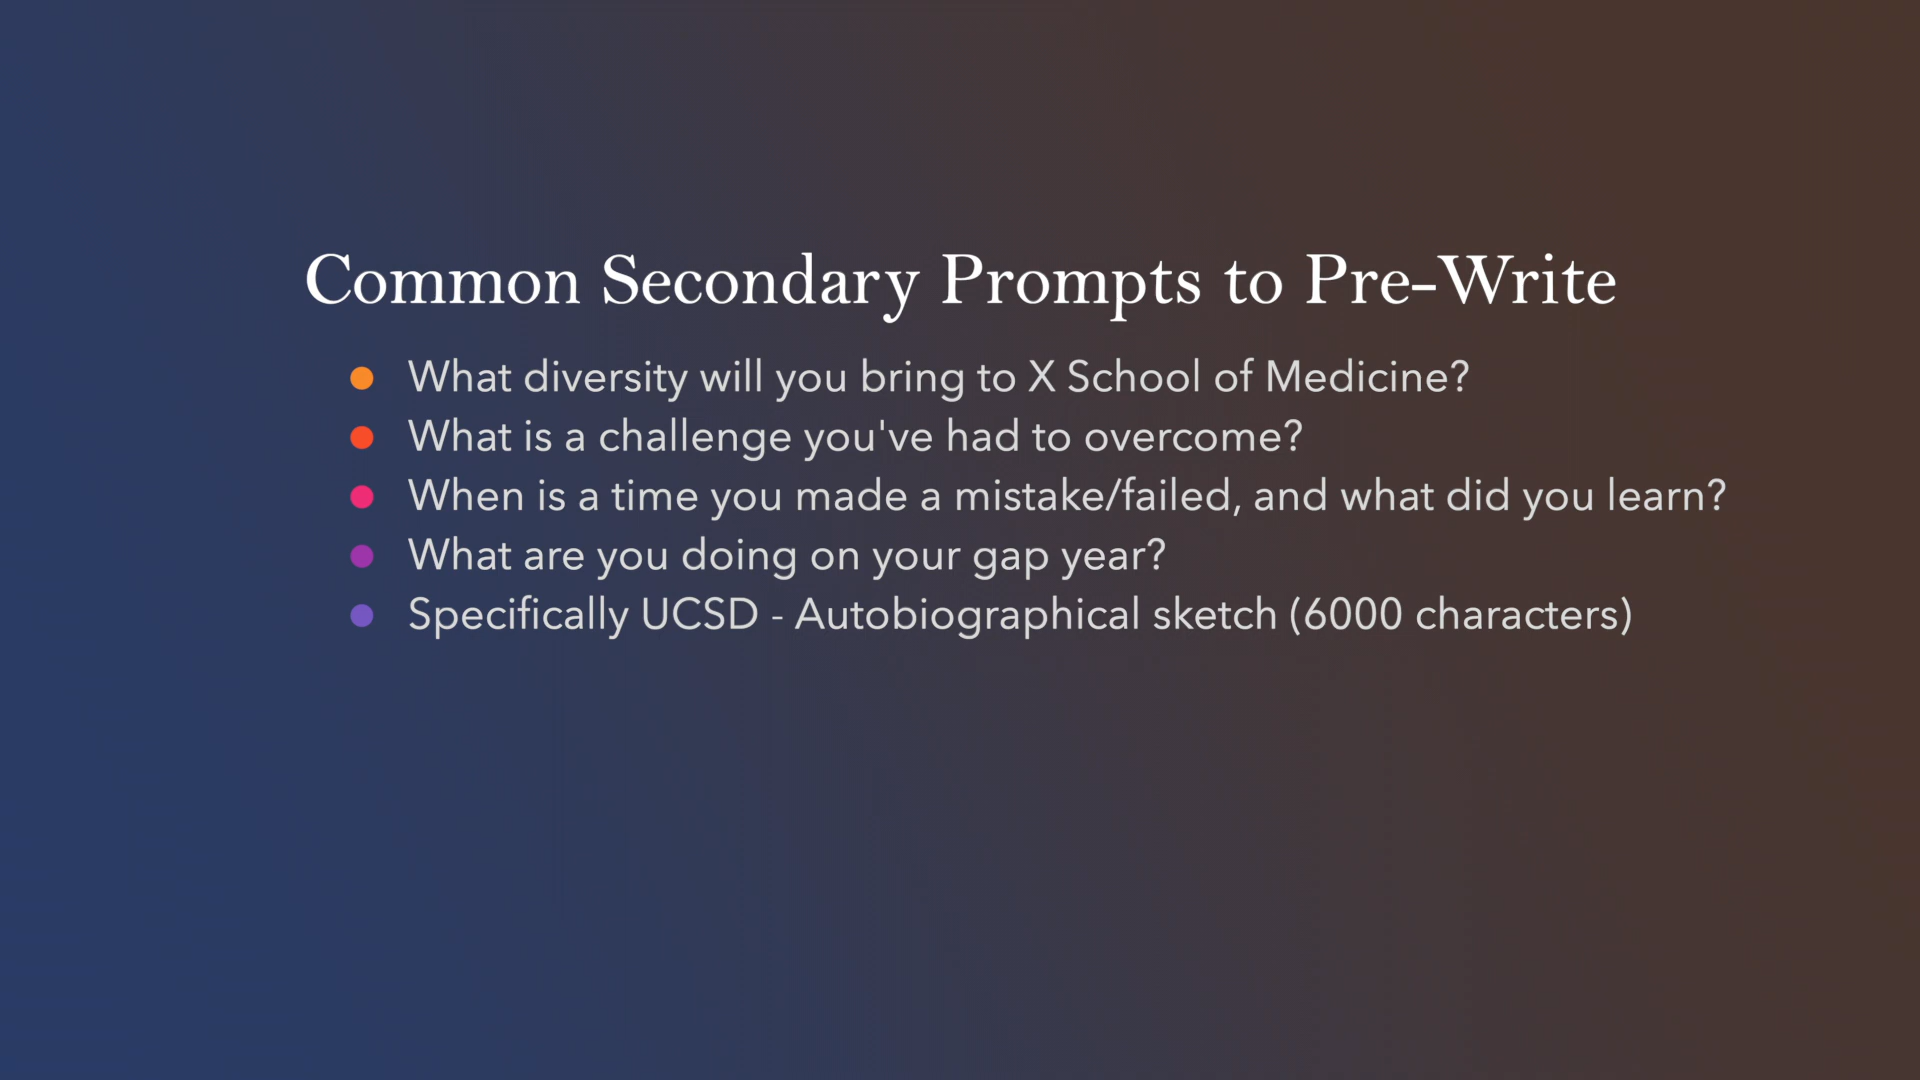 Common Secondary Prompts to Pre-Write
What diversity will you bring to X School of Medicine?
What is a challenge you've had to overcome?
When is a time you made a mistake/failed, and what did you learn?
What are you doing on your gap year?
Specifically UCSD - Autobiographical sketch (6000 characters)